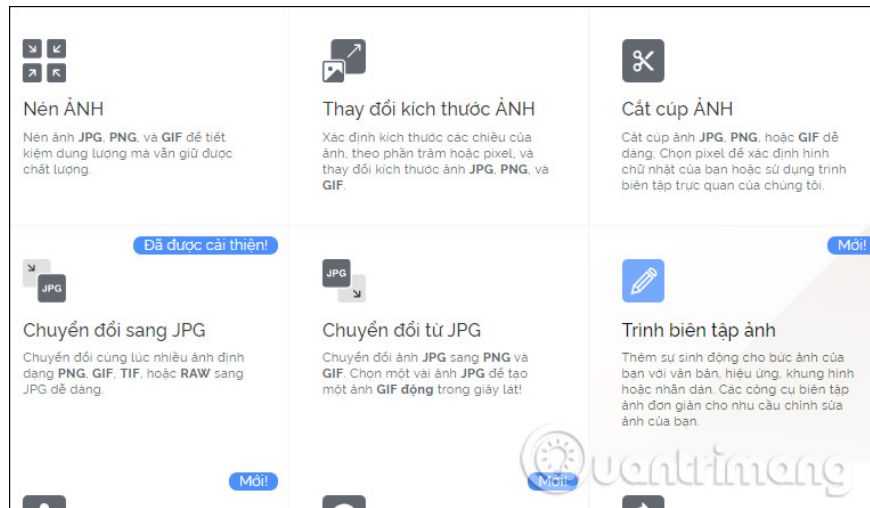 Nén ẢNH
Nén ảnh JPG, PNG, và GIF để tiết
kiệm dung lượng mà vẫn giữ được
chất lượng.
Thay đổi kích thước ẢNH
Xác định kích thước các chiều của
ảnh, theo phần trăm hoặc pixel, và
thay đổi kích thước ảnh JPG, PNG, và
GIF.
Cắt cúp ẢNH
Cắt cúp ảnh JPG, PNG, hoặc GIF dễ
dàng; Chọn pixel để xác định hình
chữ nhật của bạn hoặc sử dụng trình
biên tập trực quan của chúng tôi.
Đã được cải thiện!
JPG
Chuyển đổi sang JPG
Chuyển đổi cùng lúc nhiều ảnh định
dạng PNG, GIF, TIF, hoặc RAW sang
JPG dễ dàng.
JPG
Chuyển đổi từ JPG
Chuyển đổi ảnh JPG sang PNG và
GIF. Chọn một vài ảnh JPG để tạo
một ảnh GIF động trong giây lát!
Mới!
Trình biên tập ảnh
Thêm sự sinh động cho bức ảnh của
bạn với văn bản, hiệu ứng, khung hình
hoặc nhãn dán. Các công cụ biên tập
ảnh đơn giản cho nhu cầu chỉnh sửa
ảnh của bạn.
Mới!
Mới!
Quantrimang